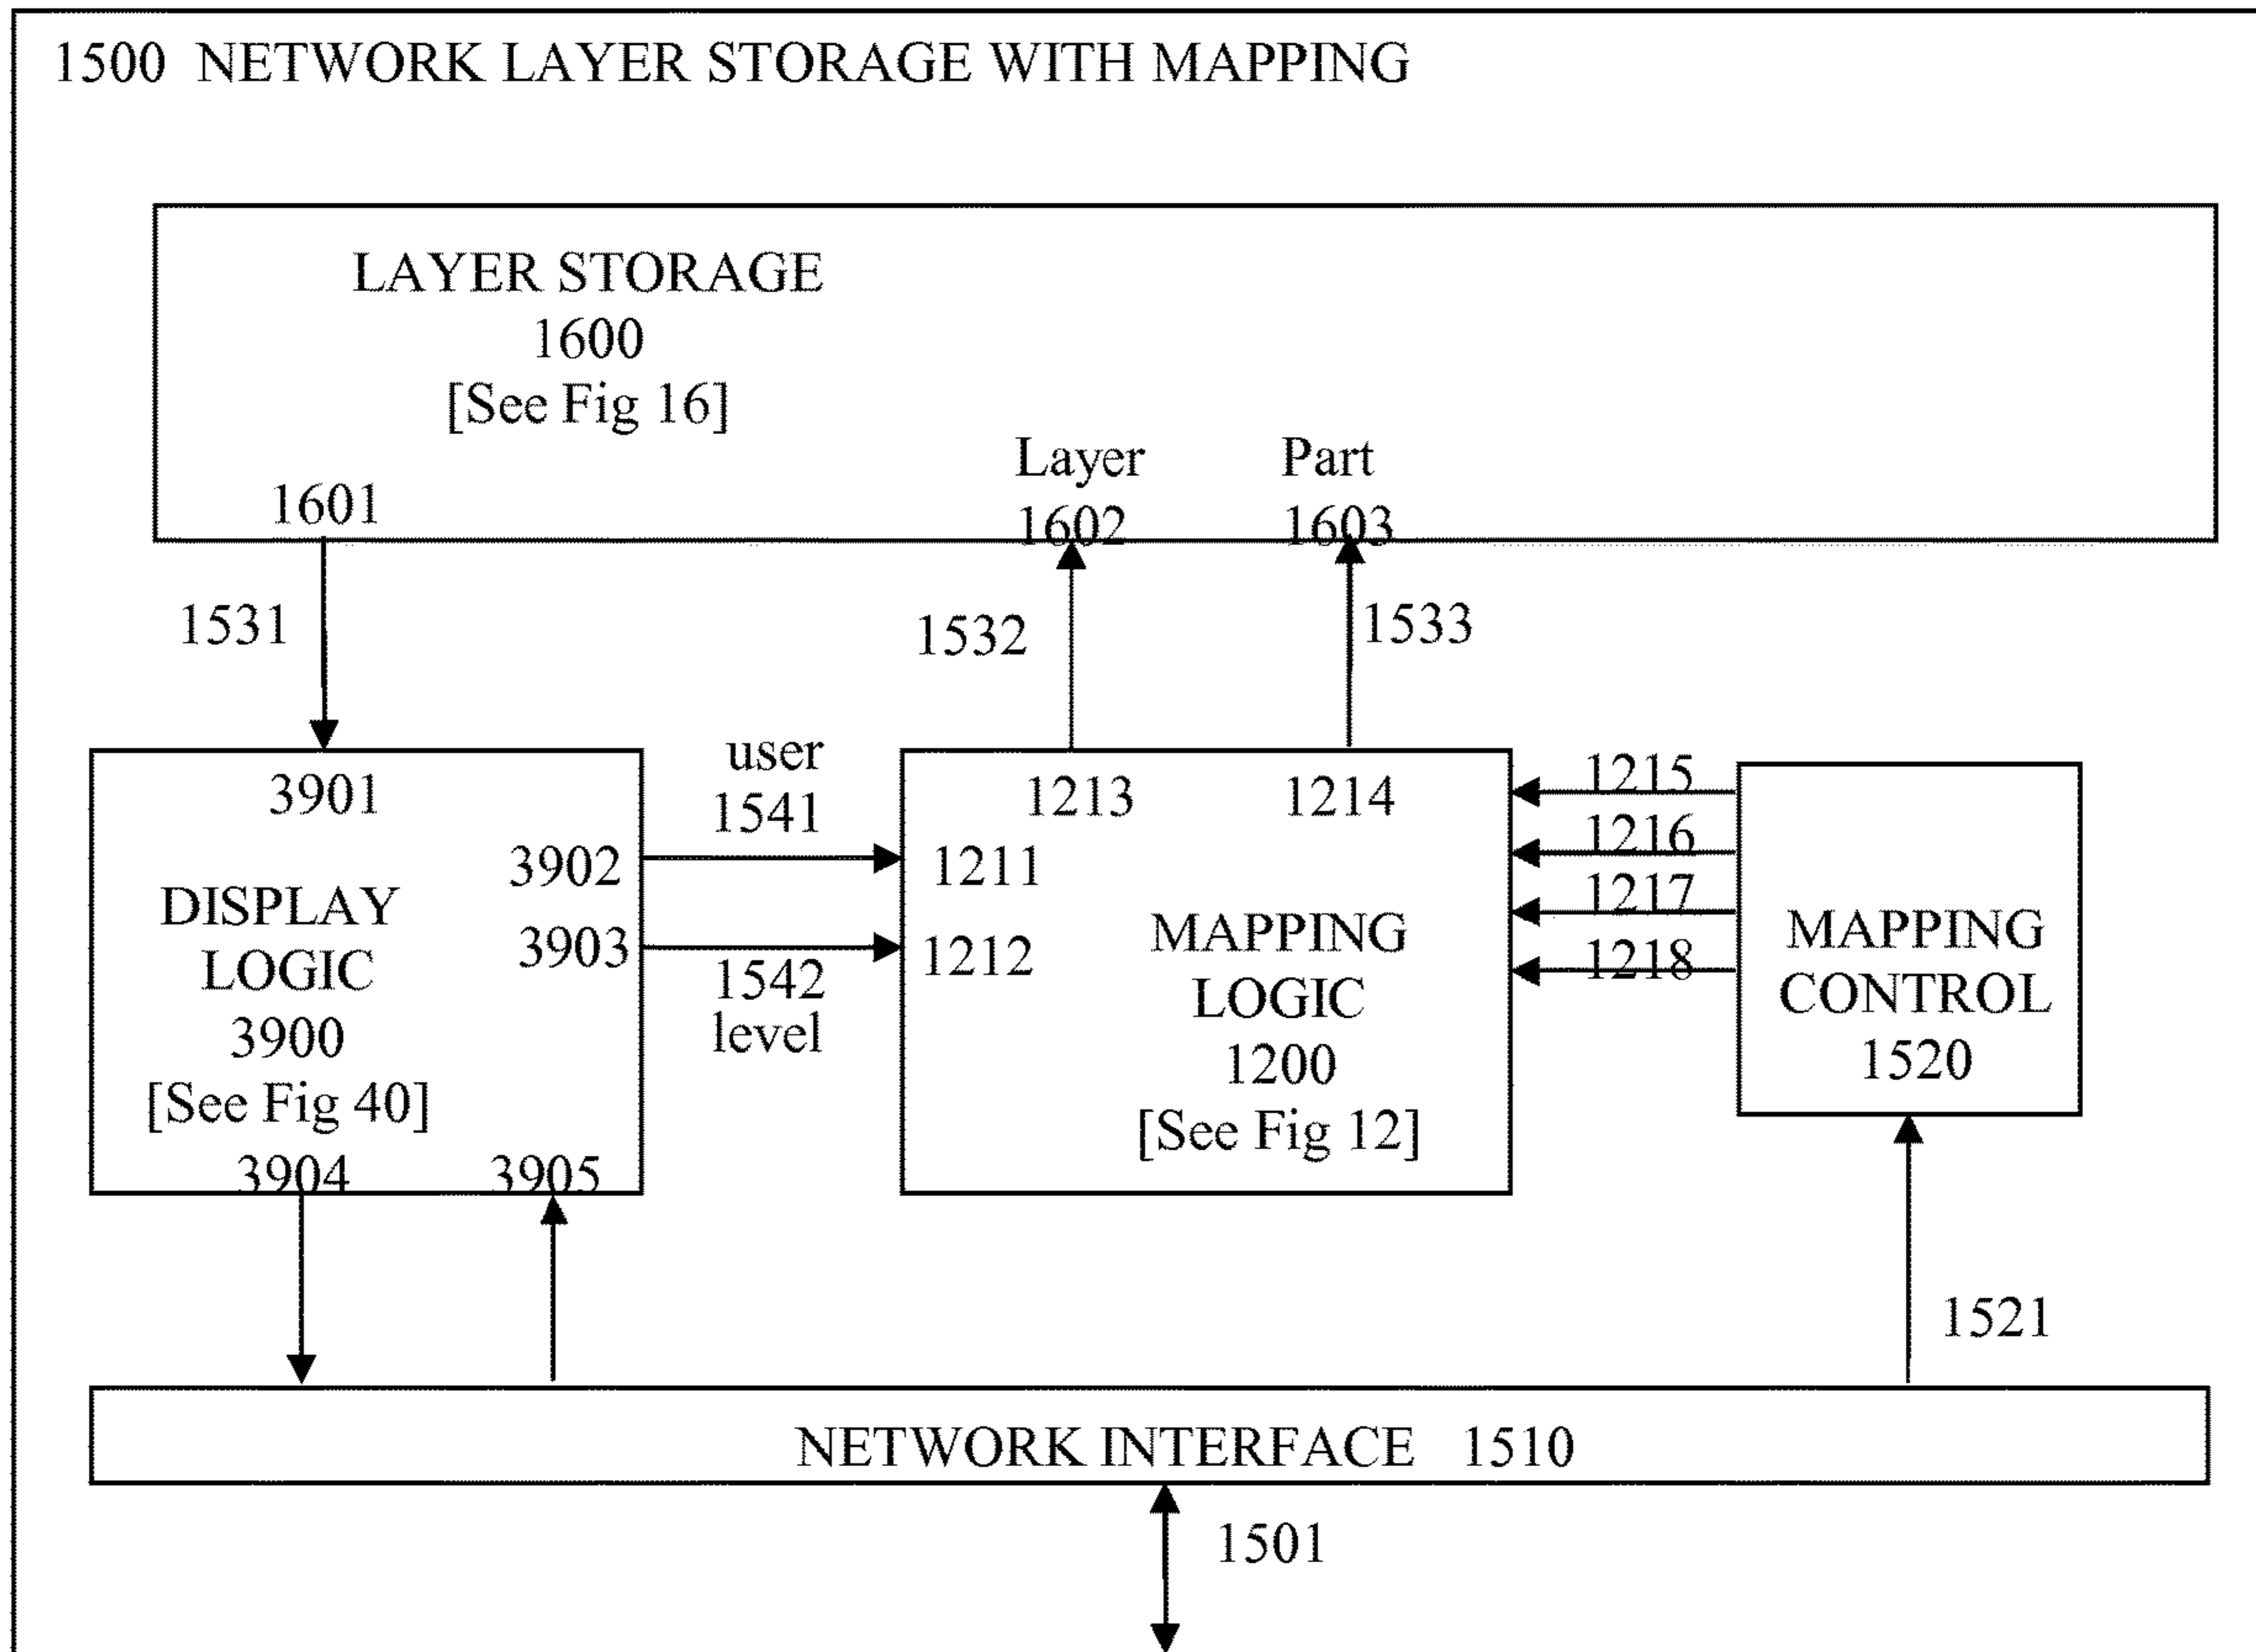 1500 NETWORK LAYER STORAGE WITH MAPPING
LAYER STORAGE
1600
[See Fig 16]
Layer
Part
1601
1602
1603
1531
1532
1533
3901
user
1541
3902
3903
1542
level
DISPLAY
LOGIC
3900
[See Fig 40]
3904
3905
1213
1214
1211
1212
MAPPING
LOGIC
1200
[See Fig 12]
1215
1216
1217
1218
MAPPING
CONTROL
1520
1521
NETWORK INTERFACE 1510
1501